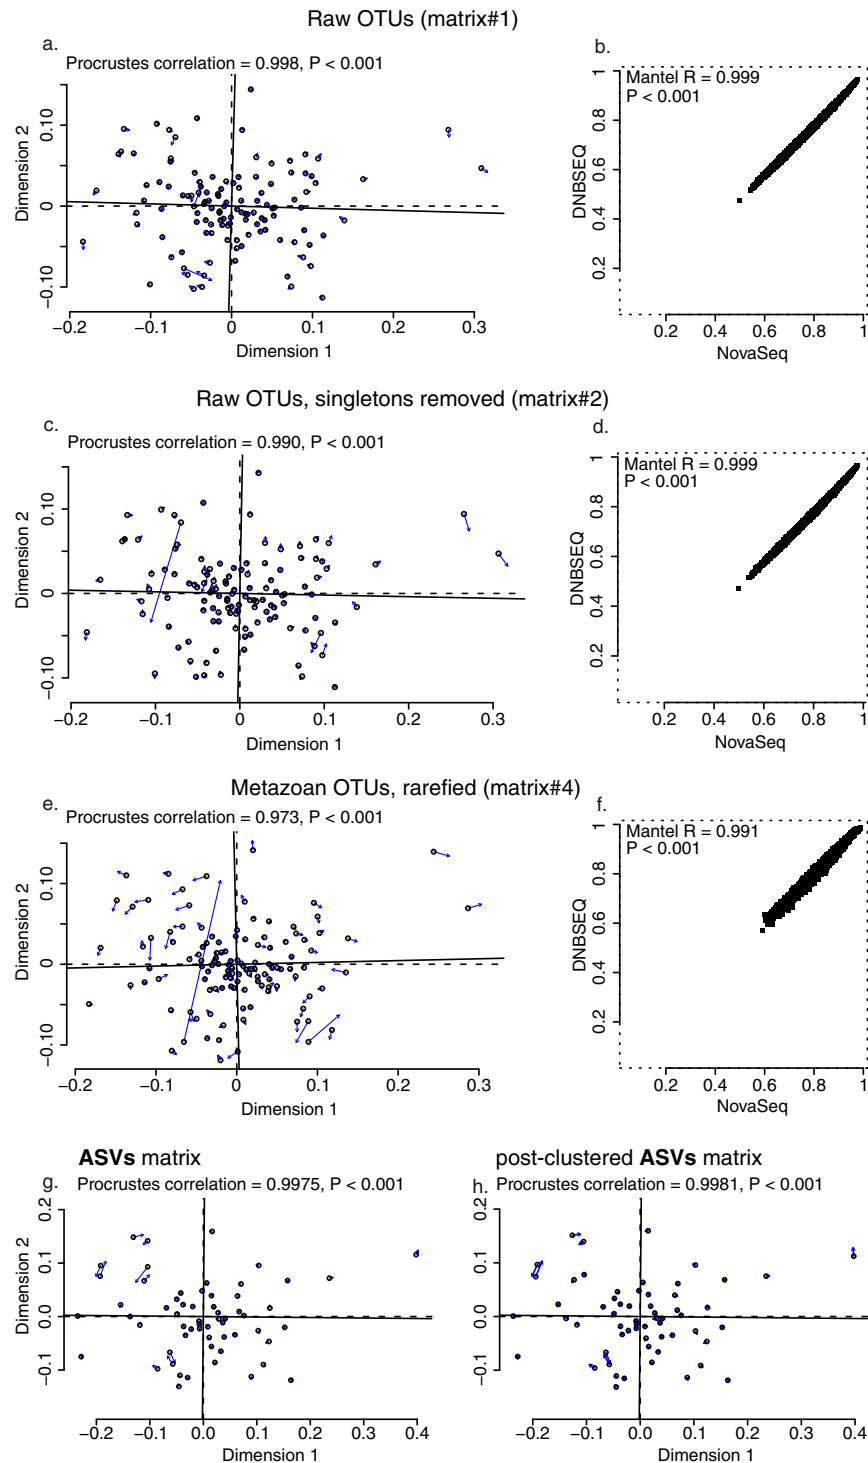 Raw OTUs (matrix#1)
a.
Procrustes correlation = 0.998, P < 0.001
Dimension 2
0.10
0
−0.10
−0.2
−0.1
0
0.1
0.2
0.3
Dimension 1
b.
Mantel R = 0.999
P < 0.001
DNBSEQ
1
0.8
0.6
0.4
0.2
0.2
0.4
0.6
0.8
1
NovaSeq
Raw OTUs, singletons removed (matrix#2)
c.
Procrustes correlation = 0.990, P < 0.001
Dimension 2
0.10
0
−0.10
−0.2
−0.1
0
0.1
0.2
0.3
Dimension 1
d.
Mantel R = 0.999
P < 0.001
DNBSEQ
1
0.8
0.6
0.4
0.2
0.2
0.4
0.6
0.8
1
NovaSeq
Metazoan OTUs, rarefied (matrix#4)
e.
Procrustes correlation = 0.973, P < 0.001
Dimension 2
0.10
0
−0.10
−0.2
−0.1
0
0.1
0.2
0.3
Dimension 1
f.
Mantel R = 0.991
P < 0.001
DNBSEQ
1
0.8
0.6
0.4
0.2
0.2
0.4
0.6
0.8
1
NovaSeq
ASVs matrix
g.
Procrustes correlation = 0.9975, P < 0.001
Dimension 2
0.2
0.1
0.0
−0.1
−0.2
−0.1
0.0
0.1
0.2
0.3
0.4
Dimension 1
post-clustered ASVs matrix
h.
Procrustes correlation = 0.9981, P < 0.001
0.2
0.1
0.0
−0.1
−0.2
−0.1
0.0
0.1
0.2
0.3
0.4
Dimension 1